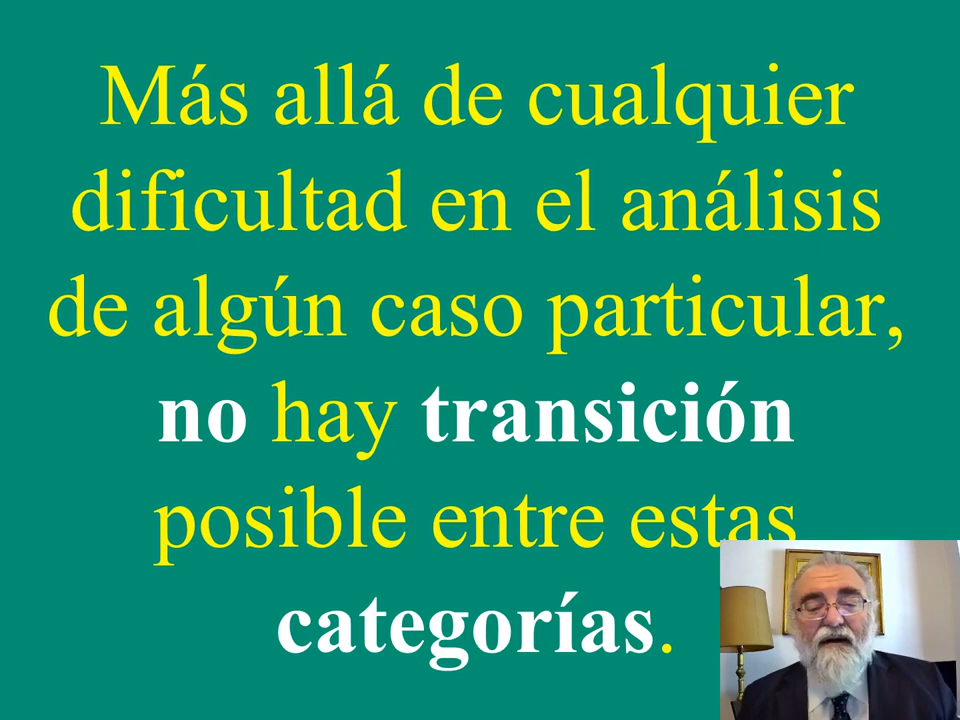 Más allá de cualquier
dificultad en el análisis
de algún caso particular,
no hay transición
posible entre estas
categorías.